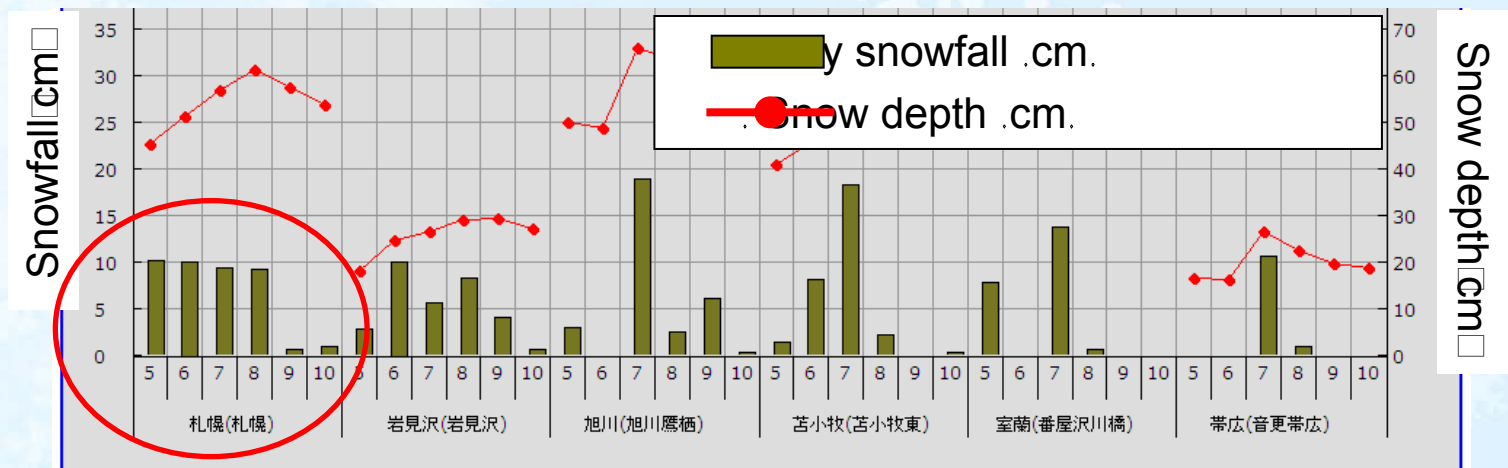 Snowfall□cm□
35
30
25
20
15
10
5
0
y snowfall .cm.
. Snow depth .cm.
70
60
50
40
30
20
10
0
Snow depth□cm□
5 6 7 8 9 10 5 6 7 8 9 10 5 6 7 8 9 10 5 6 7 8 9 10 5 6 7 8 9 10 5 6 7 8 9 10
札幌(札幌) 岩見沢(岩見沢) 旭川(旭川鷹栖) 苫小牧(苫小牧東) 室蘭(番屋沢川橋) 帯広(音更帯広)